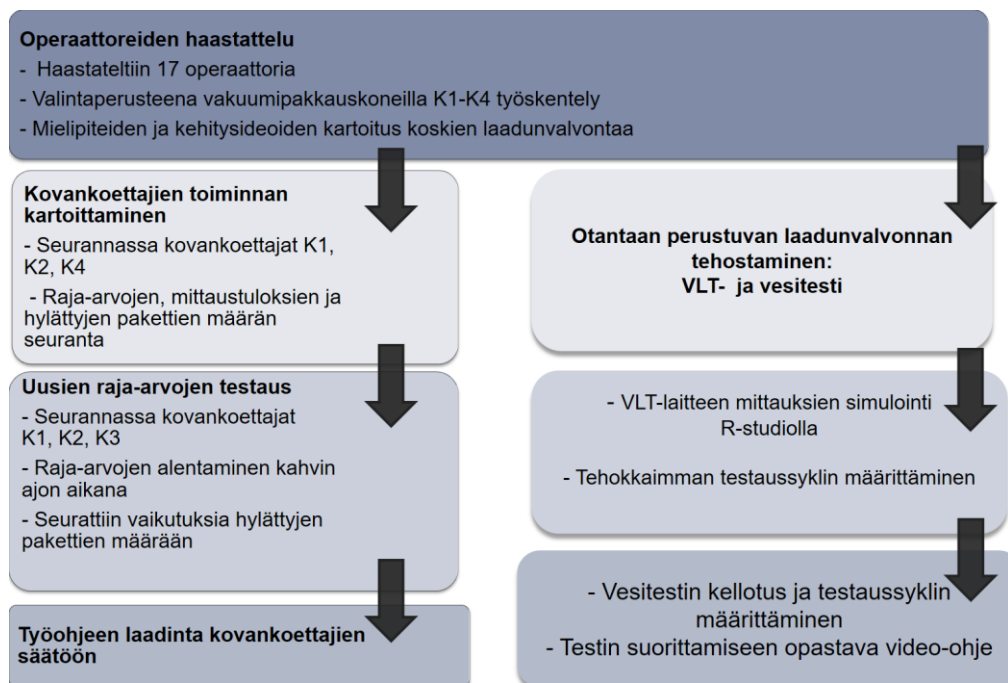 Operaattoreiden haastattelu
- Haastateltiin 17 operaattoria
- Valintaperusteena vakuumipakkauskoneilla K1-K4 työskentely
- Mielipiteiden ja kehitysideoiden kartoitus koskien laadunvalvontaa
Kovankoettajien toiminnan
kartoittaminen
- Seurannassa kovankoettajat K1,
K2, K4
- Raja-arvojen, mittaustuloksien ja
hylättyjen pakettien määrän
seuranta
Uusien raja-arvojen testaus
- Seurannassa kovankoettajat
K1, K2, K3
- Raja-arvojen alentaminen kahvin
ajon aikana
- Seurattiin vaikutuksia hylättyjen
pakettien määrään
Työohjeen laadinta kovankoettajien
säätöön
Otantaan perustuvan laadunvalvonnan
tehostaminen:
VLT- ja vesitesti
- VLT-laitteen mittauksien simulointi
R-studiolla
- Tehokkaimman testaussyklin määrittäminen
- Vesitestin kellotus ja testaussyklin
määrittäminen
- Testin suorittamiseen opastava video-ohje